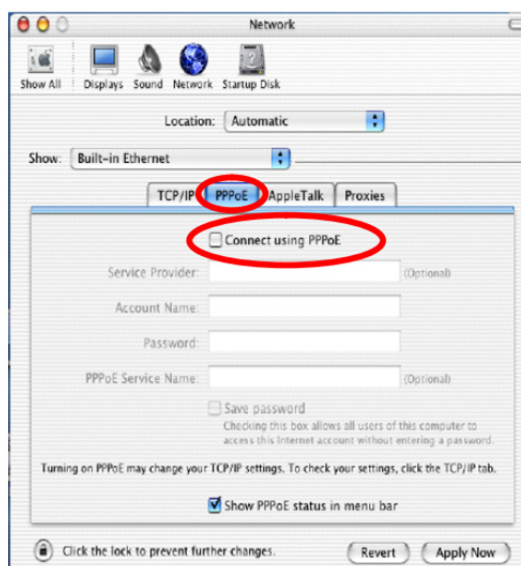 Network
Show All Displays Sound Network Startup Disk
Location: Automatic
Show: Built-in Ethernet
TCP/IP PPPoE AppleTalk Proxies
Connect using PPPoE
Service Provider: (Optional)
Account Name:
Password:
PPPoE Service Name: (Optional)
Save password
Checking this box allows all users of this computer to
access this Internet account without entering a password.
Turning on PPPoE may change your TCP/IP settings. To check your settings, click the TCP/IP tab.
Show PPPoE status in menu bar
Click the lock to prevent further changes. Revert Apply Now